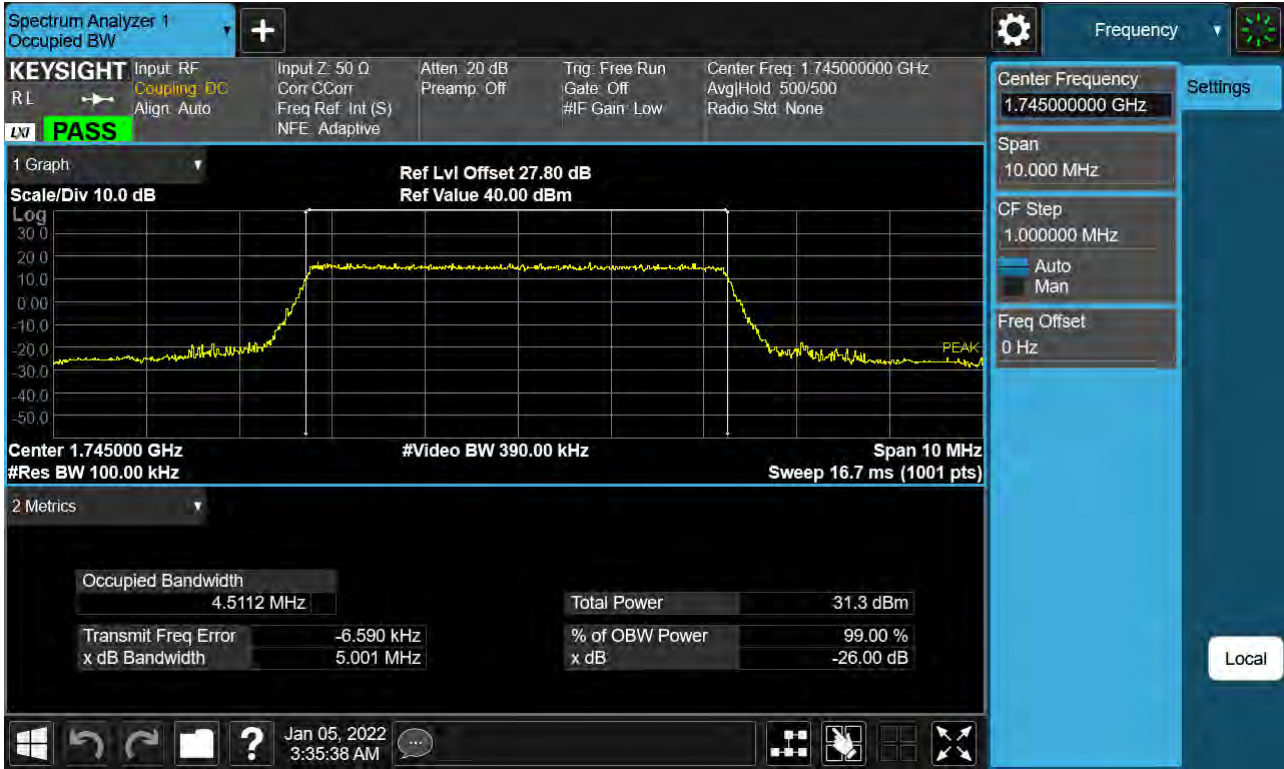 Spectrum Analyzer 1
Occupied BW
+
Frequency
KEYSIGHT
R L
LXI
PASS
Input: RF
Coupling: DC
Align: Auto
Input Z: 50 Ω
Corr CCorr
Freq Ref: Int (S)
NFE: Adaptive
Atten: 20 dB
Preamp: Off
Trig: Free Run
Gate: Off
#IF Gain: Low
Center Freq: 1.745000000 GHz
Avg|Hold: 500/500
Radio Std: None
Center Frequency
1.745000000 GHz
Settings
Span
10.000 MHz
CF Step
1.000000 MHz
Auto
Man
Freq Offset
0 Hz
1 Graph
Scale/Div 10.0 dB
Ref Lvl Offset 27.80 dB
Ref Value 40.00 dBm
Log
30.0
20.0
10.0
0.00
-10.0
-20.0
-30.0
-40.0
-50.0
PEAK
Center 1.745000 GHz
#Video BW 390.00 kHz
Span 10 MHz
#Res BW 100.00 kHz
Sweep 16.7 ms (1001 pts)
2 Metrics
Occupied Bandwidth
4.5112 MHz
Total Power 31.3 dBm
Transmit Freq Error -6.590 kHz
% of OBW Power 99.00 %
x dB Bandwidth 5.001 MHz
x dB -26.00 dB
Local
?
Jan 05, 2022
3:35:38 AM